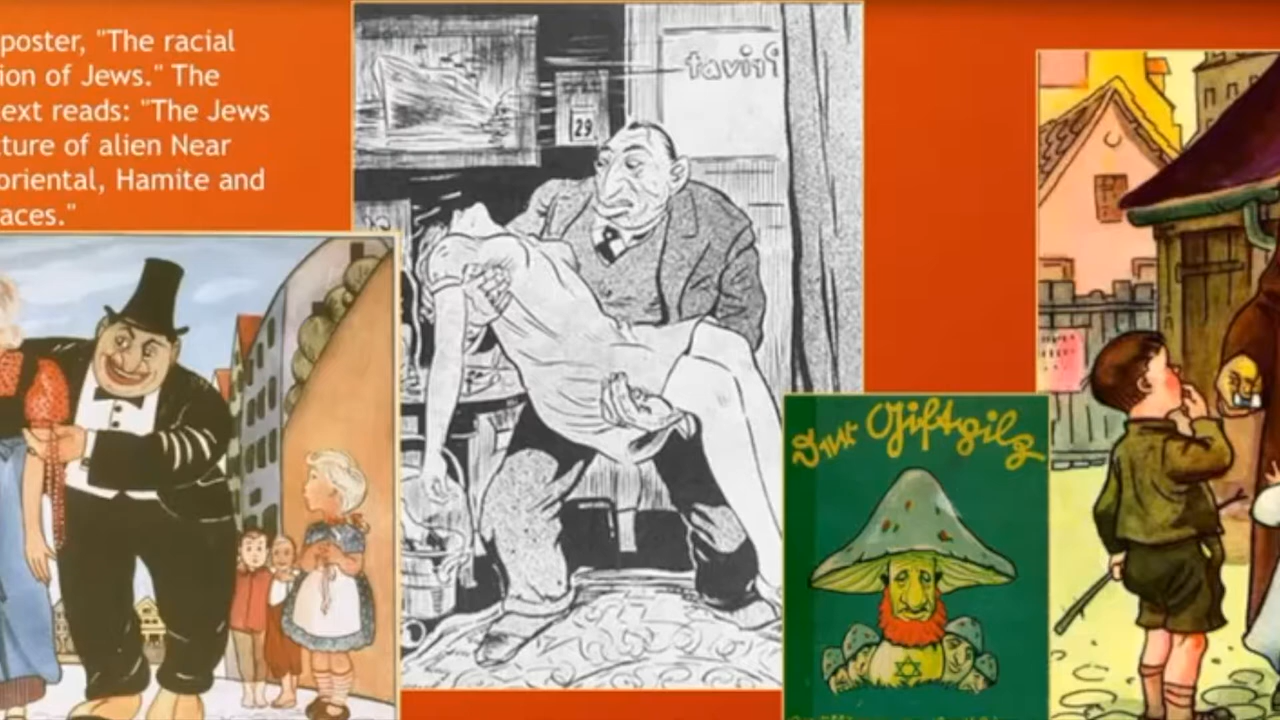 poster, "The racial
ion of Jews." The
ext reads: "The Jews
ture of alien Near
oriental, Hamite and
aces."
29
Der Giftpilz